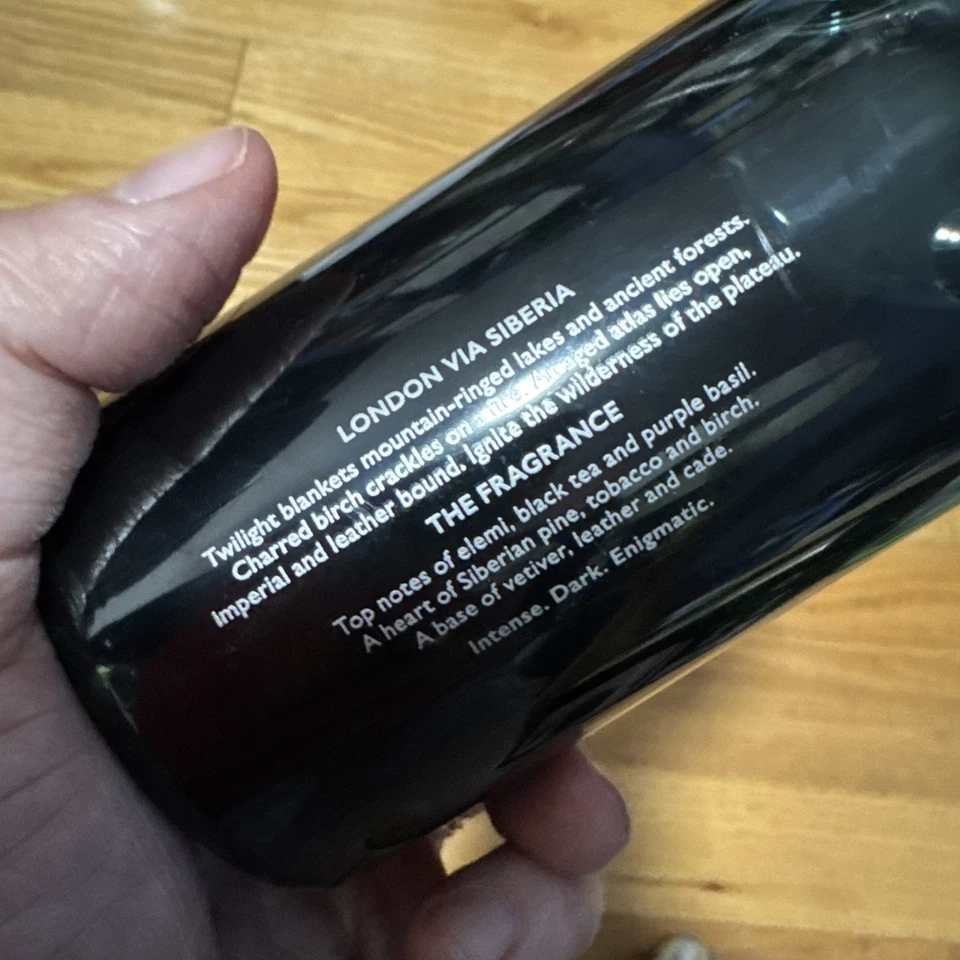 LONDON VIA SIBERIA
Twilight blankets mountain-ringed lakes and ancient forests.
Charred birch crackles on a fire. An aged atlas lies open,
Imperial and leather bound. Ignite the wilderness of the plateau.
THE FRAGRANCE
Top notes of elemi, black tea and purple basil.
A heart of Siberian pine, tobacco and birch.
A base of vetiver, leather and cade.
Intense. Dark. Enigmatic.